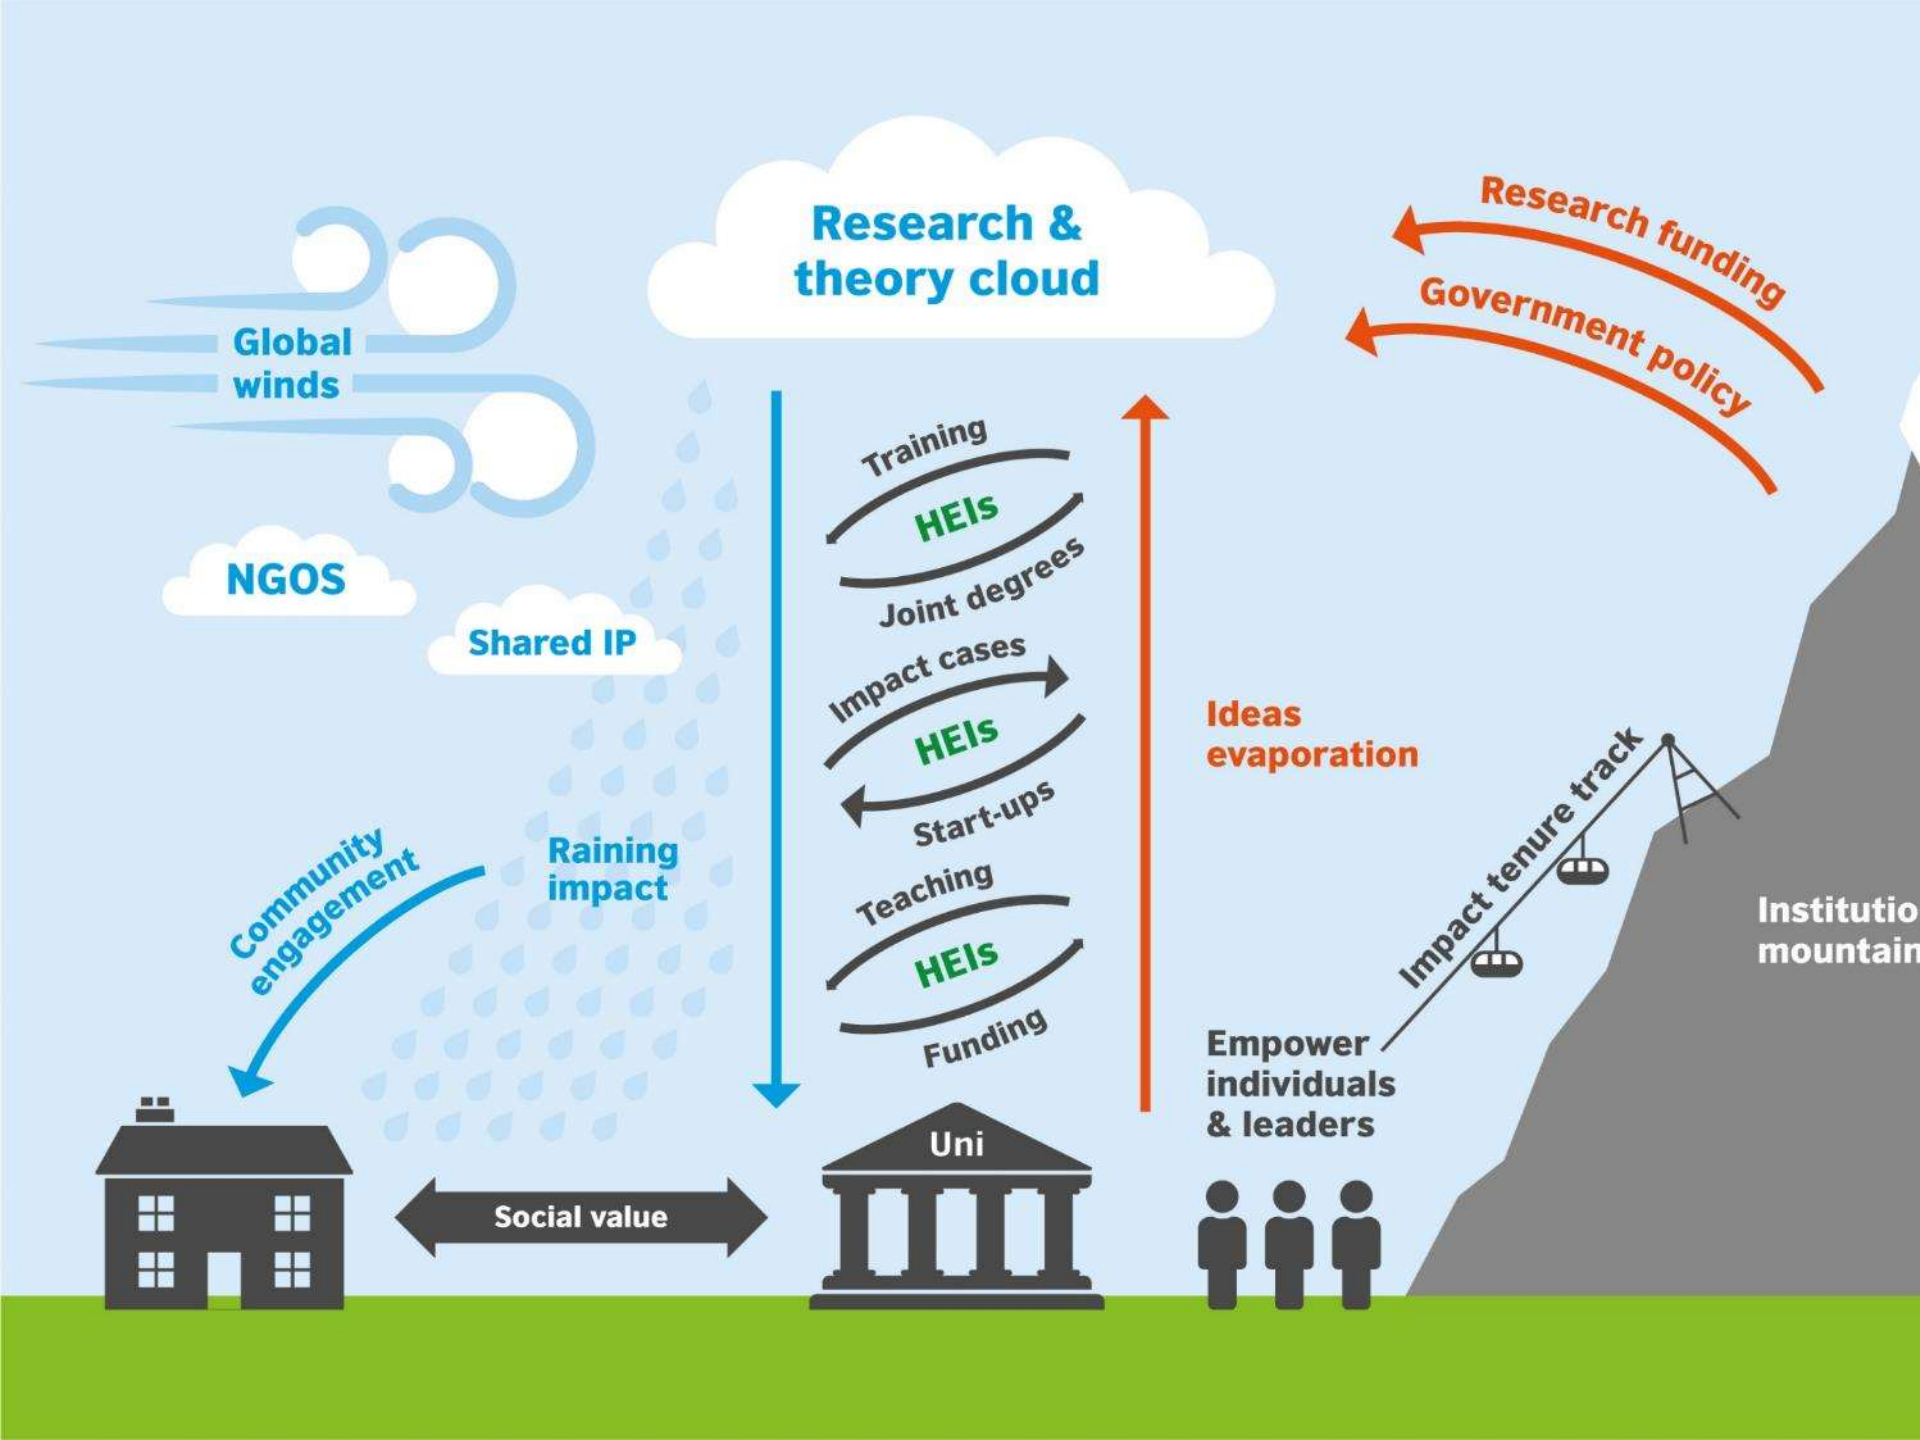 Research &
theory cloud
Research funding
Government policy
Global
winds
NGOS
Shared IP
Training
HEIs
Joint degrees
Impact cases
HEIs
Start-ups
Teaching
HEIs
Funding
Ideas
evaporation
Raining
impact
Community
engagement
Impact tenure track
Institutio
mountain
Empower
individuals
& leaders
Uni
Social value